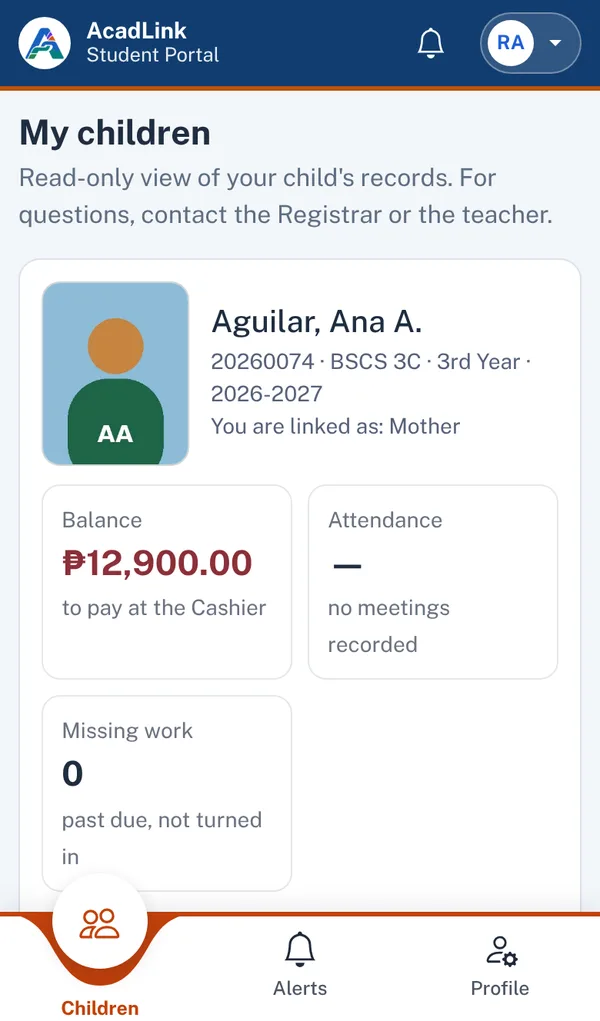 AcadLink
Student Portal
RA
My children
Read-only view of your child's records. For
questions, contact the Registrar or the teacher.
AA
Aguilar, Ana A.
20260074 · BSCS 3C · 3rd Year ·
2026-2027
You are linked as: Mother
Balance
₱12,900.00
to pay at the Cashier
Attendance
—
no meetings
recorded
Missing work
0
past due, not turned
in
Children
Alerts
Profile